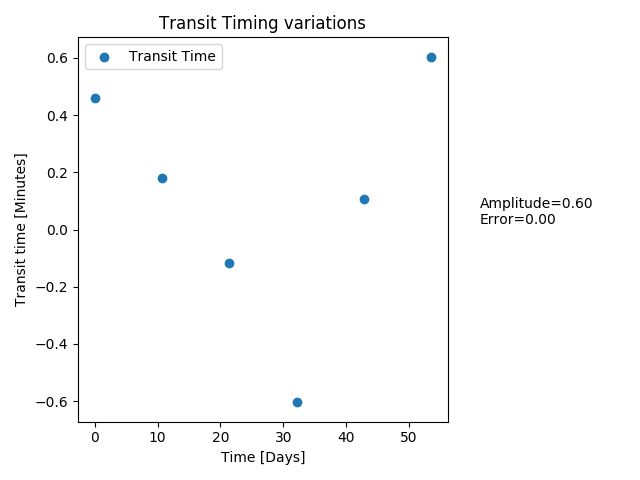 Transit Timing variations
Transit Time
0.6
0.4
0.2
0.0
−0.2
−0.4
−0.6
Transit time [Minutes]
Amplitude=0.60
Error=0.00
0 10 20 30 40 50
Time [Days]